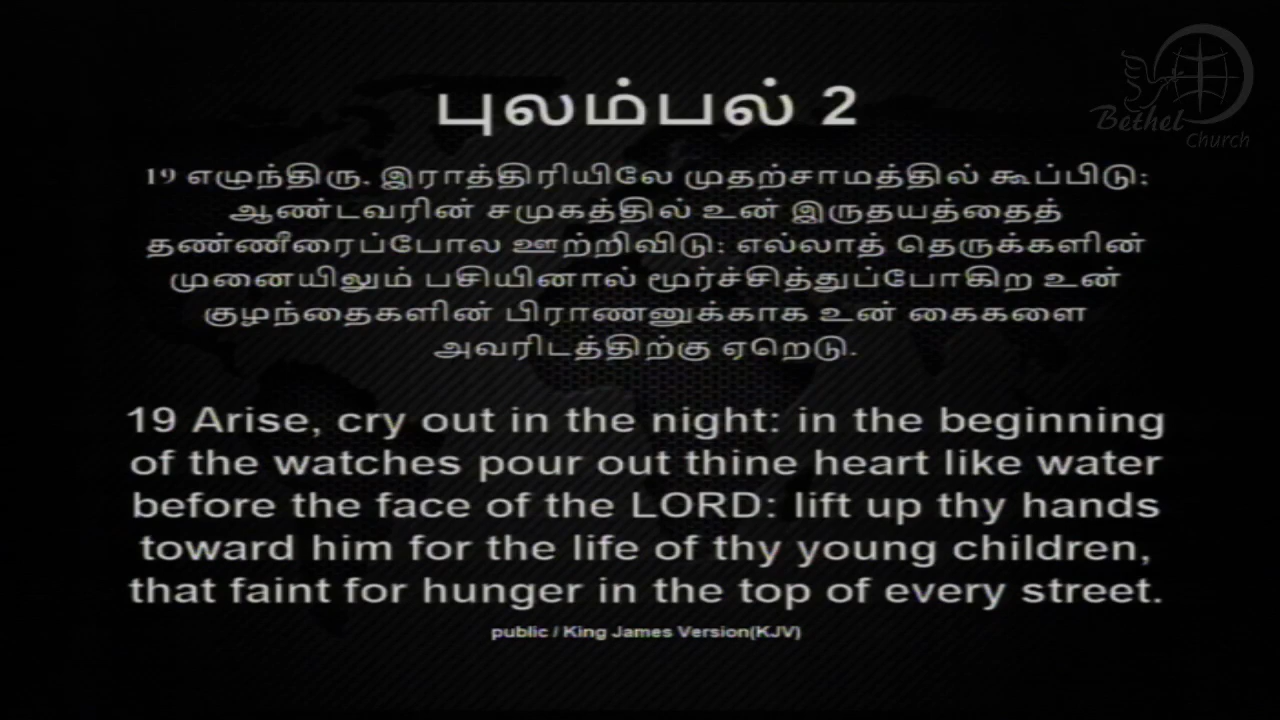 Bethel
Church
புலம்பல் 2
19 எழுந்திரு, இராத்திரியிலே முதற்சாமத்தில் கூப்பிடு;
ஆண்டவரின் சமுகத்தில் உன் இருதயத்தைத்
தண்ணீரைப்போல ஊற்றிவிடு; எல்லாத் தெருக்களின்
முனையிலும் பசியினால் மூர்ச்சித்துப்போகிற உன்
குழந்தைகளின் பிராணனுக்காக உன் கைகளை
அவரிடத்திற்கு ஏறெடு.
19 Arise, cry out in the night: in the beginning
of the watches pour out thine heart like water
before the face of the LORD: lift up thy hands
toward him for the life of thy young children,
that faint for hunger in the top of every street.
public / King James Version(KJV)